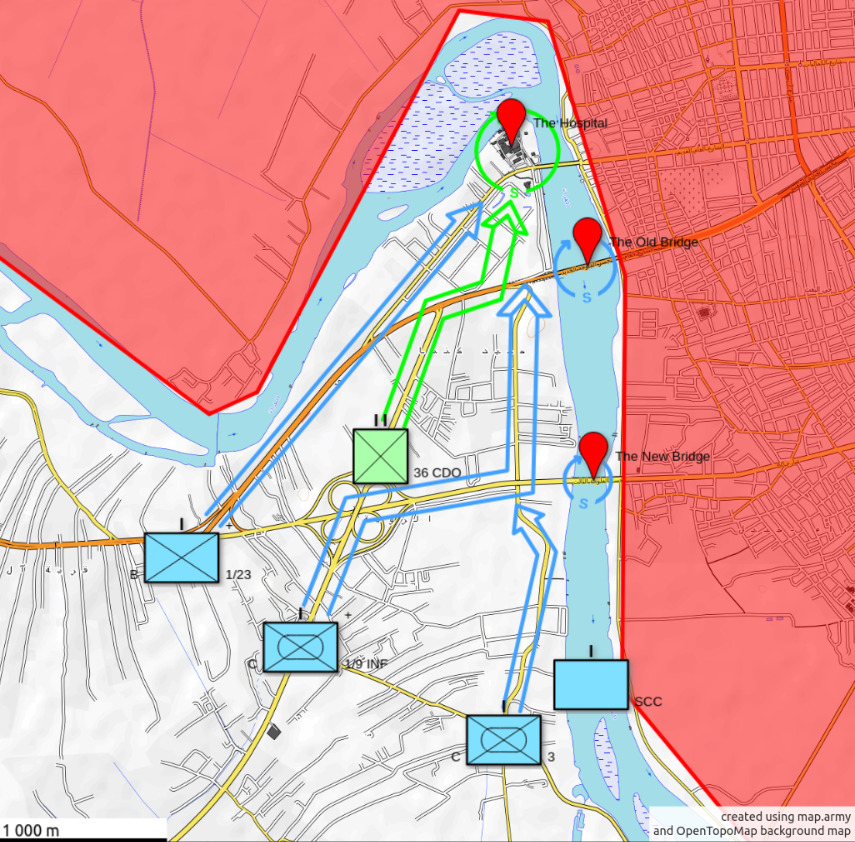 The Hospital
S
The Old Bridge
S
The New Bridge
S
II
36 CDO
I
+
B
1/23
I
+
C
1/9 INF
I
SCC
I
C
3
1 000 m
created using map.army
and OpenTopoMap background map